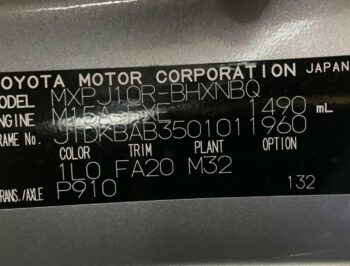 TOYOTA MOTOR CORPORATION JAPAN
MODEL MXPJ10R-BHXNBQ
ENGINE M15A-FXE 1490 mL
FRAME No. JTDKBAB3501011960
COLOR TRIM PLANT OPTION
1L0 FA20 M32
TRANS./AXLE P910 132